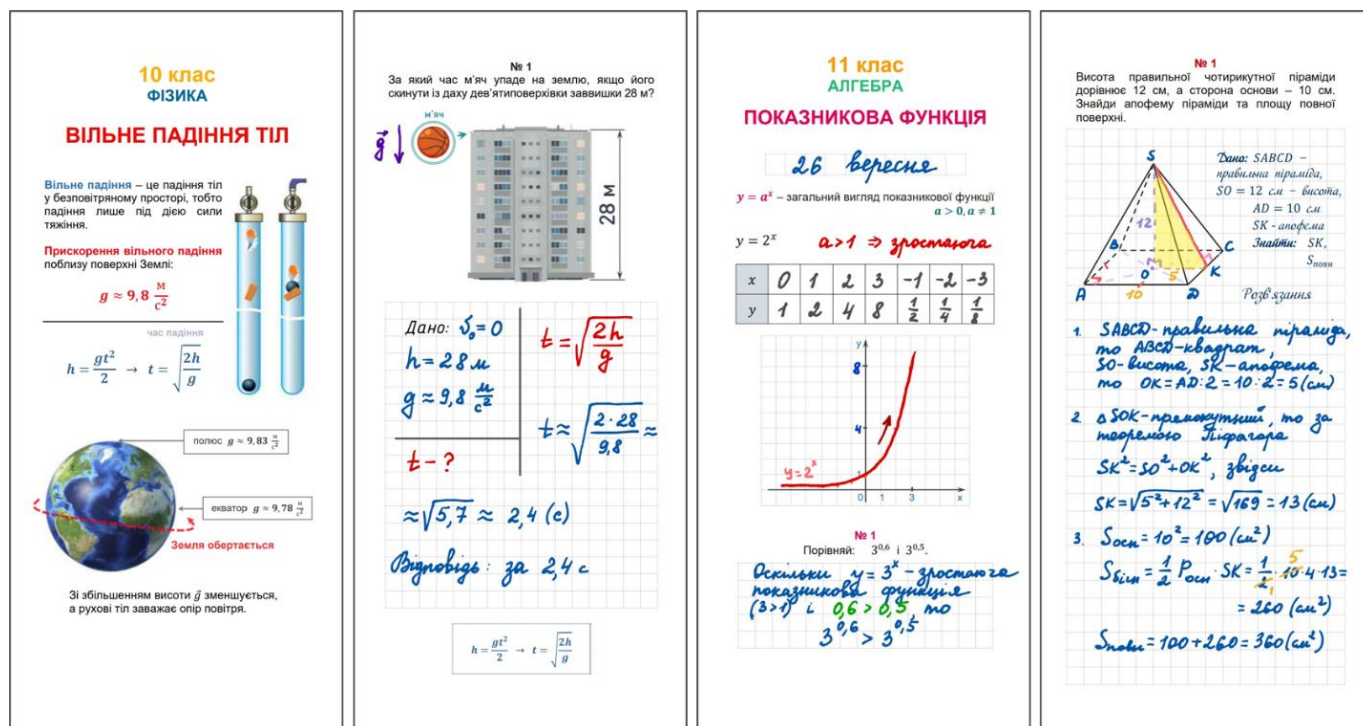 10 клас
ФІЗИКА
ВІЛЬНЕ ПАДІННЯ ТІЛ
Вільне падіння – це падіння тіл
у безповітряному просторі, тобто
падіння лише під дією сили
тяжіння.
Прискорення вільного падіння
поблизу поверхні Землі:
g ≈ 9,8 м/с²
час падіння
h = gt²/2 → t = √(2h/g)
полюс g ≈ 9,83 м/с²
екватор g ≈ 9,78 м/с²
Земля обертається
Зі збільшенням висоти g⃗ зменшується,
а рухові тіл заважає опір повітря.
№ 1
За який час м’яч упаде на землю, якщо його
скинути із даху дев’ятиповерхівки заввишки 28 м?
м'яч
g⃗
28 м
Дано: v₀ = 0
h = 28 м
g ≈ 9,8 м/с²
t - ?
t = √(2h/g)
t ≈ √(2·28/9,8) ≈
≈ √5,7 ≈ 2,4 (с)
Відповідь: за 2,4 с
h = gt²/2 → t = √(2h/g)
11 клас
АЛГЕБРА
ПОКАЗНИКОВА ФУНКЦІЯ
26 вересня
y = aˣ – загальний вигляд показникової функції
a > 0, a ≠ 1
y = 2ˣ a>1 ⇒ зростаюча
x 0 1 2 3 -1 -2 -3
y 1 2 4 8 1/2 1/4 1/8
y
8
4
y=2ˣ
0 1 3 x
№ 1
Порівняй: 3^0,6 і 3^0,5.
Оскільки y = 3ˣ - зростаюча
показникова функція
(3>1) і 0,6 > 0,5, то
3^0,6 > 3^0,5
№ 1
Висота правильної чотирикутної піраміди
дорівнює 12 см, а сторона основи – 10 см.
Знайди апофему піраміди та площу повної
поверхні.
S
12
B
C
O
5
K
A
10
D
Дано: SABCD –
правильна піраміда,
SO = 12 см – висота,
AD = 10 см
SK - апофема
Знайти: SK,
Sповн
Розв'язання
1. SABCD - правильна піраміда,
то ABCD - квадрат,
SO - висота, SK - апофема,
то OK = AD:2 = 10:2 = 5 (см)
2. △SOK - прямокутний, то за
теоремою Піфагора
SK² = SO² + OK², звідси
SK = √(5² + 12²) = √169 = 13 (см)
3. Sосн = 10² = 100 (см²)
Sбічн = 1/2 Pосн · SK = 1/2 · 10 · 4 · 13 =
5
1
= 260 (см²)
Sповн = 100 + 260 = 360 (см²)